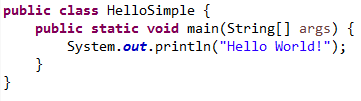 public class HelloSimple {
    public static void main(String[] args) {
        System.out.println("Hello World!");
    }
}